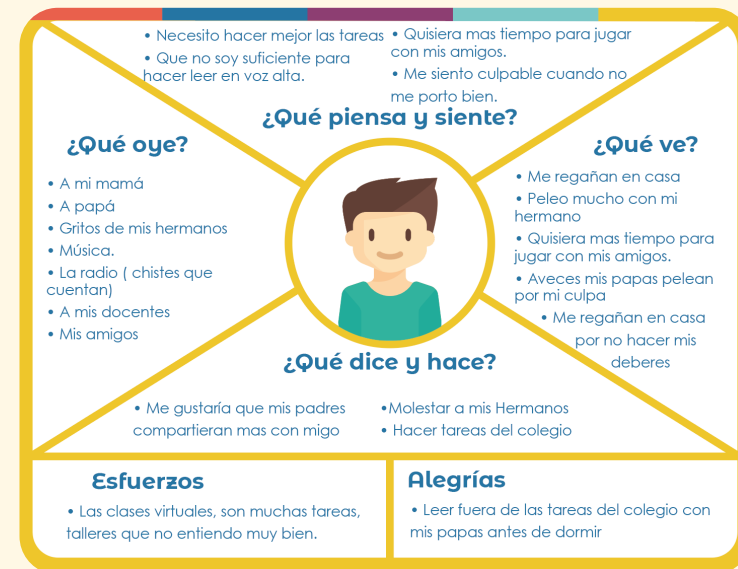 • Necesito hacer mejor las tareas
• Que no soy suficiente para
hacer leer en voz alta.
• Quisiera mas tiempo para jugar
con mis amigos.
• Me siento culpable cuando no
me porto bien.
¿Qué piensa y siente?
¿Qué oye?
• A mi mamá
• A papá
• Gritos de mis hermanos
• Música.
• La radio ( chistes que
cuentan)
• A mis docentes
• Mis amigos
¿Qué ve?
• Me regañan en casa
• Peleo mucho con mi
hermano
• Quisiera mas tiempo para
jugar con mis amigos.
• Aveces mis papas pelean
por mi culpa
• Me regañan en casa
por no hacer mis
deberes
¿Qué dice y hace?
• Me gustaría que mis padres
compartieran mas con migo
•Molestar a mis Hermanos
• Hacer tareas del colegio
Esfuerzos
• Las clases virtuales, son muchas tareas,
talleres que no entiendo muy bien.
Alegrías
• Leer fuera de las tareas del colegio con
mis papas antes de dormir